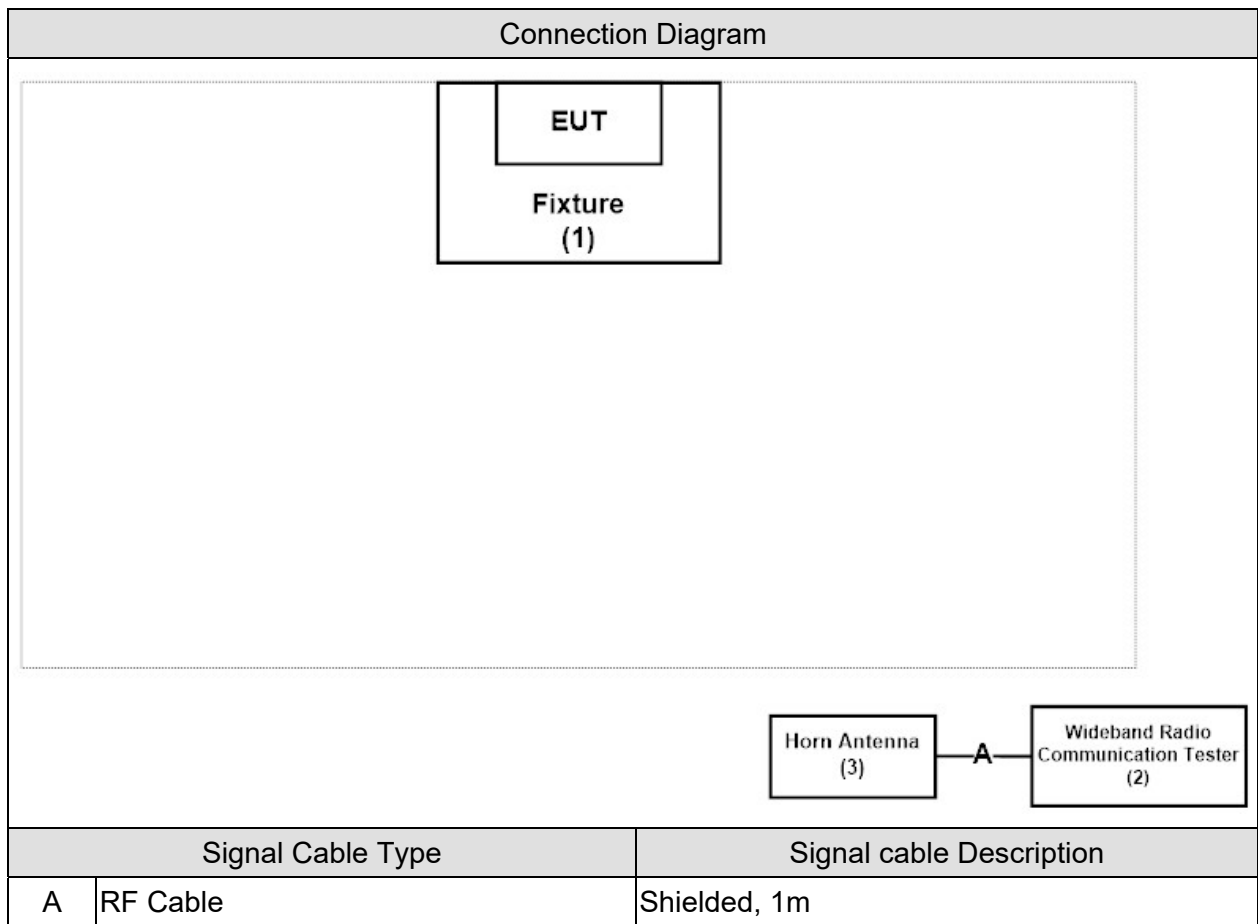 Connection Diagram
EUT
Fixture
(1)
Horn Antenna
(3)
A
Wideband Radio
Communication Tester
(2)
Signal Cable Type
Signal cable Description
A
RF Cable
Shielded, 1m